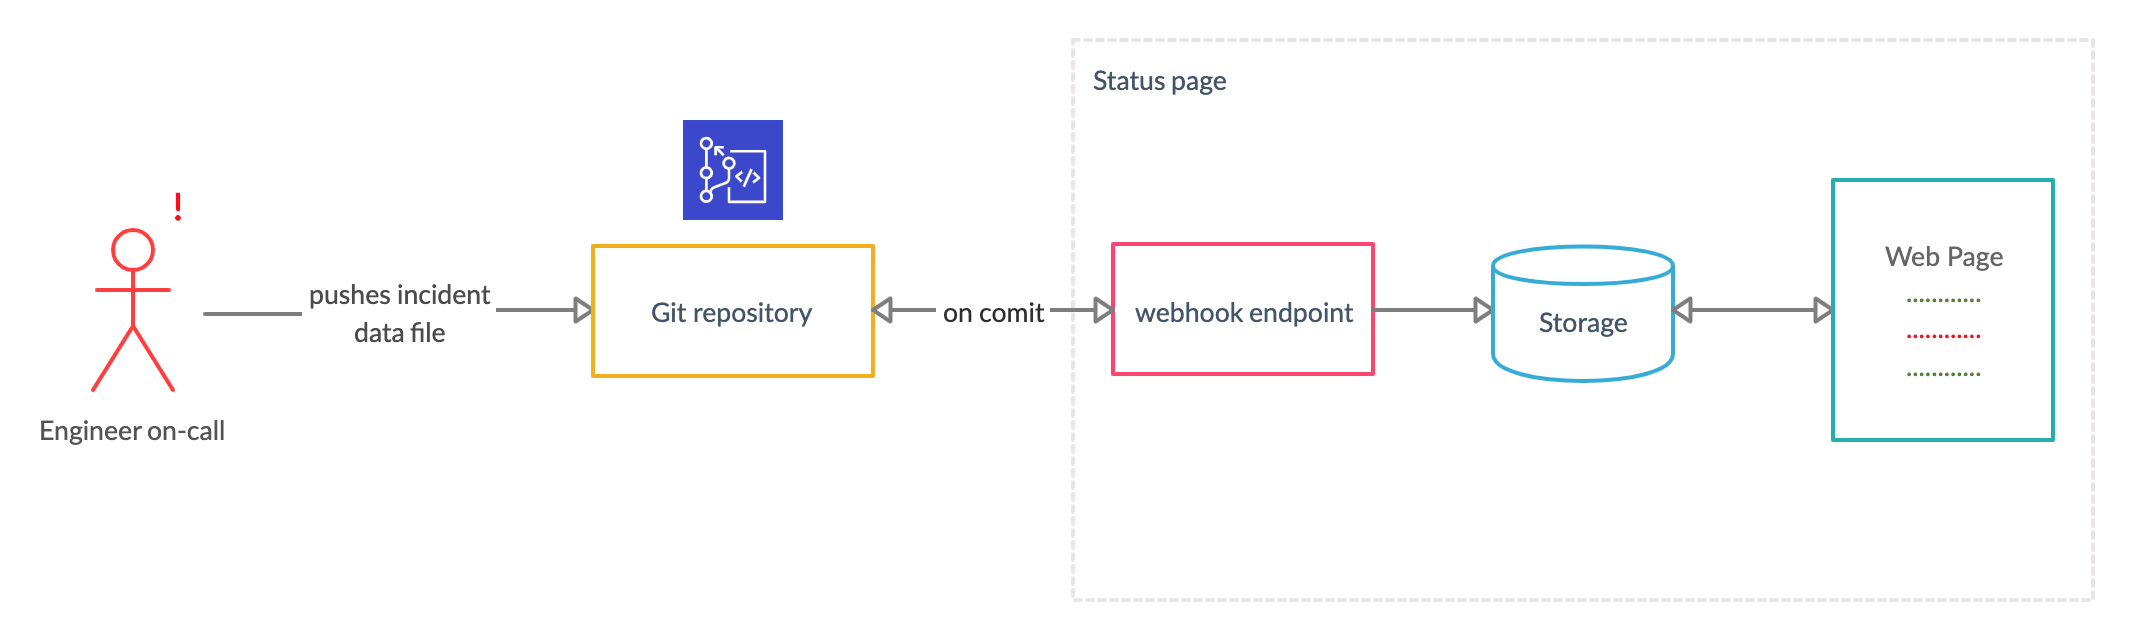 Status page
!
</>
pushes incident
data file
Git repository
on comit
webhook endpoint
Storage
Web Page
Engineer on-call